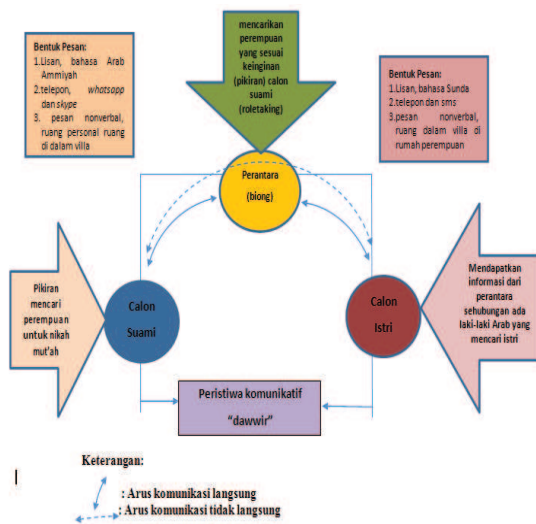 Bentuk Pesan:
1.Lisan, bahasa Arab
Ammiyah
2.telepon, whatsapp
dan skype
3. pesan nonverbal,
ruang personal ruang
di dalam villa
mencarikan
perempuan
yang sesuai
keinginan
(pikiran) calon
suami
(roletaking)
Bentuk Pesan:
1.Lisan, bahasa Sunda
2.telepon dan sms
3.pesan nonverbal,
ruang dalam villa di
rumah perempuan
Perantara
(biong)
Pikiran
mencari
perempuan
untuk nikah
mut'ah
Calon
Suami
Calon
Istri
Mendapatkan
informasi dari
perantara
sehubungan ada
laki-laki Arab yang
mencari istri
Peristiwa komunikatif
"dawwir"
Keterangan:
: Arus komunikasi langsung
: Arus komunikasi tidak langsung